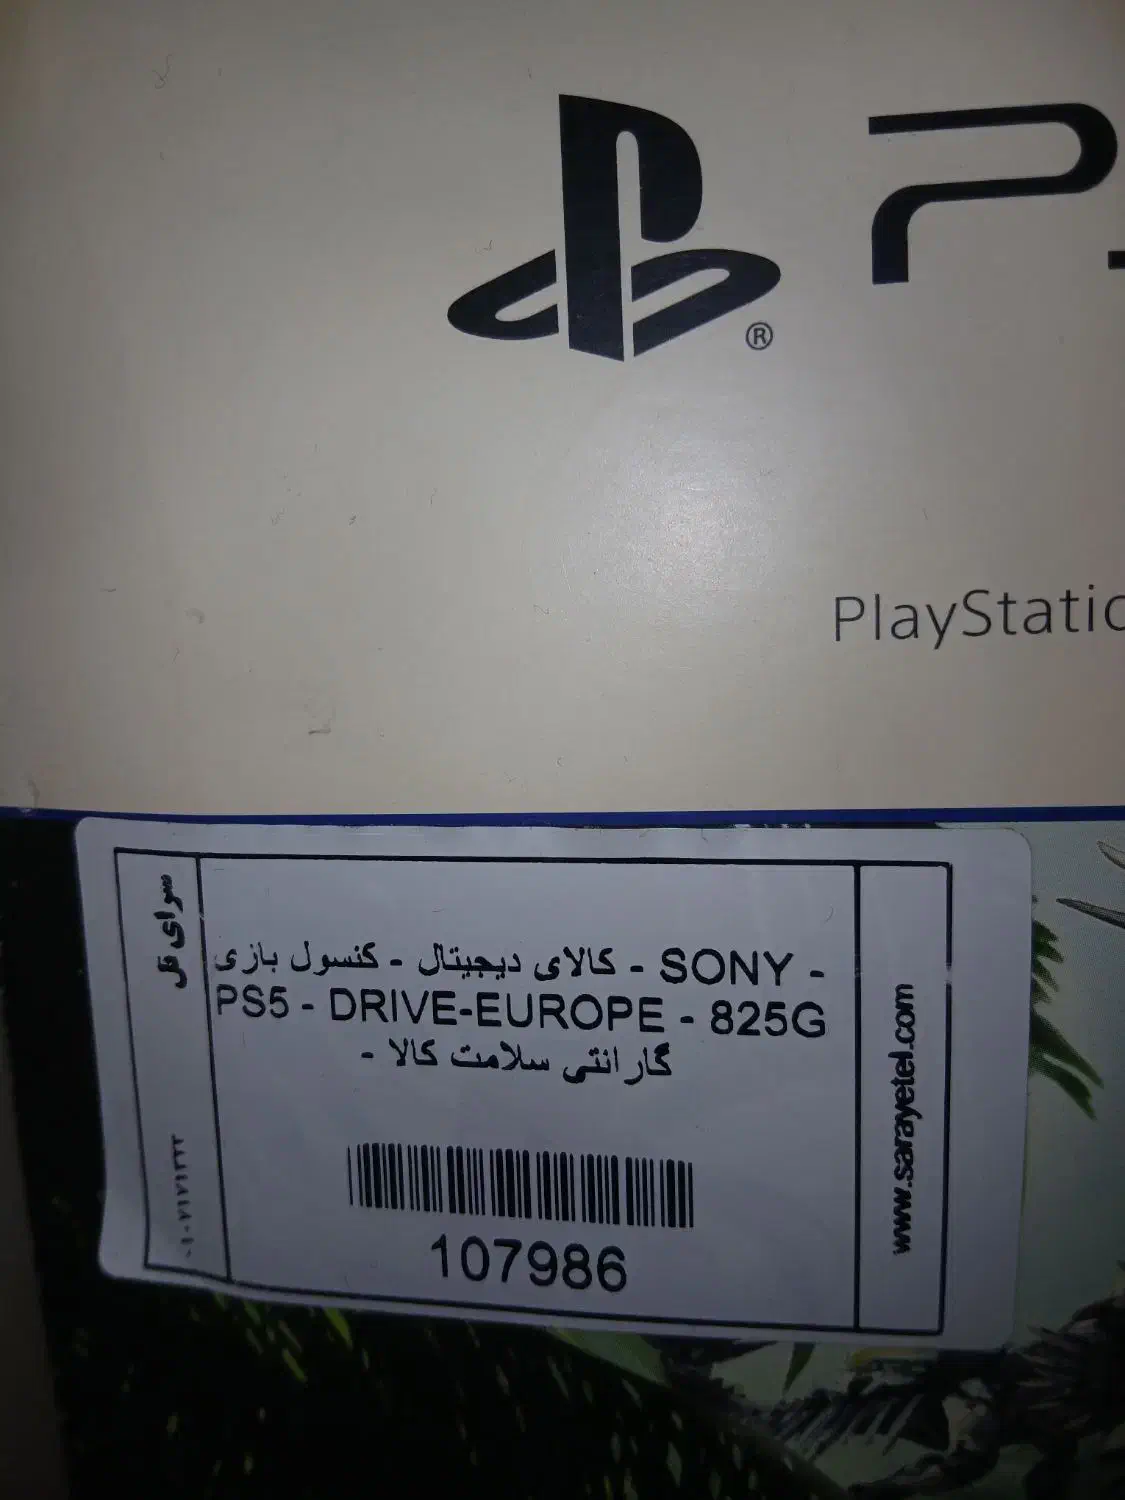 ®
PlayStatio
سرای تل
کنسول بازی - کالای دیجیتال - SONY -
PS5 - DRIVE-EUROPE - 825G
گارانتی سلامت کالا -
107986
www.sarayetel.com